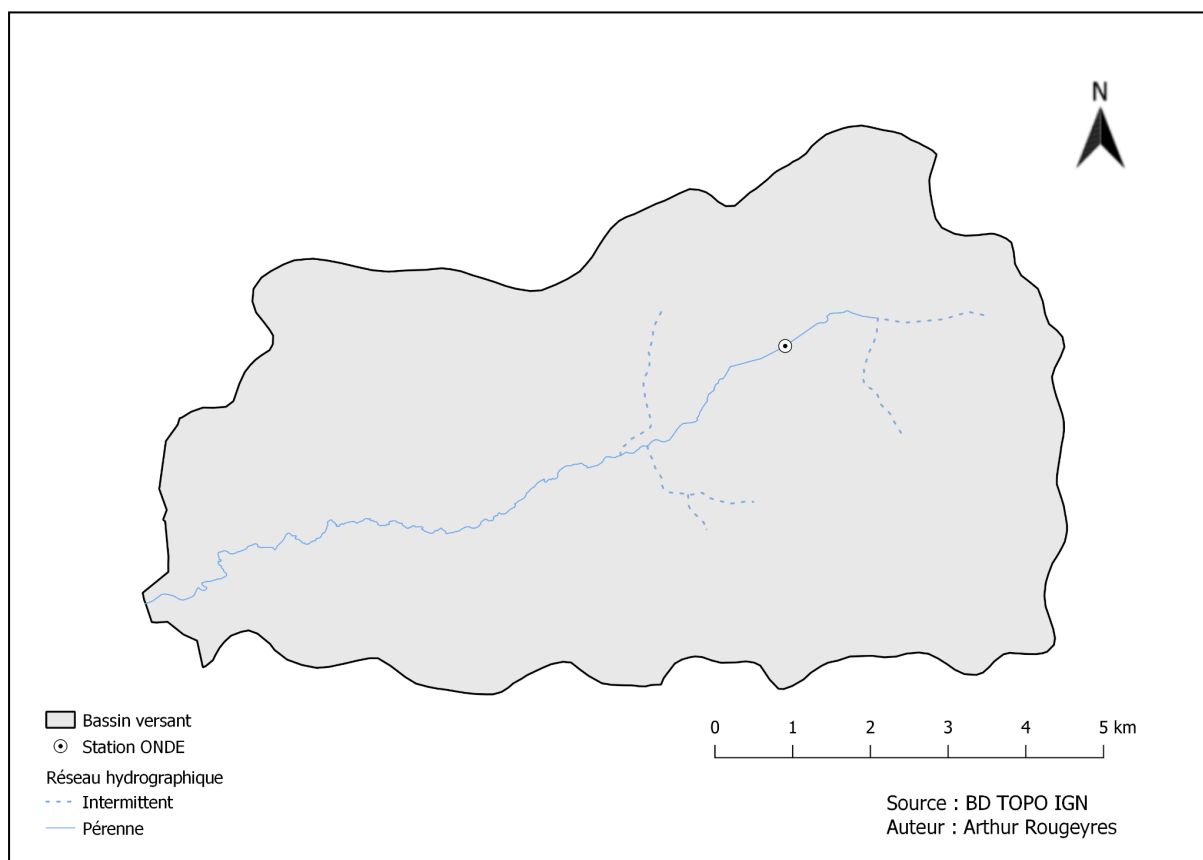 N
Bassin versant
Station ONDE
Réseau hydrographique
Intermittent
Pérenne
0 1 2 3 4 5 km
Source : BD TOPO IGN
Auteur : Arthur Rougeyres